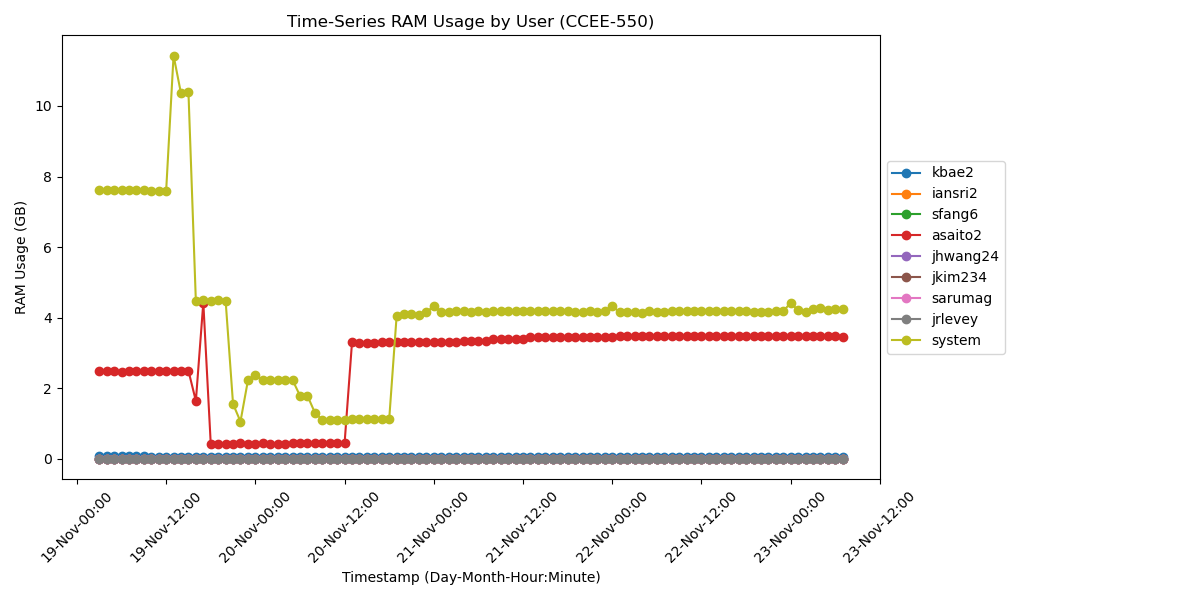 Time-Series RAM Usage by User (CCEE-550)
RAM Usage (GB)
10
8
6
4
2
0
19-Nov-00:00
19-Nov-12:00
20-Nov-00:00
20-Nov-12:00
21-Nov-00:00
21-Nov-12:00
22-Nov-00:00
22-Nov-12:00
23-Nov-00:00
23-Nov-12:00
Timestamp (Day-Month-Hour:Minute)
kbae2
iansri2
sfang6
asaito2
jhwang24
jkim234
sarumag
jrlevey
system